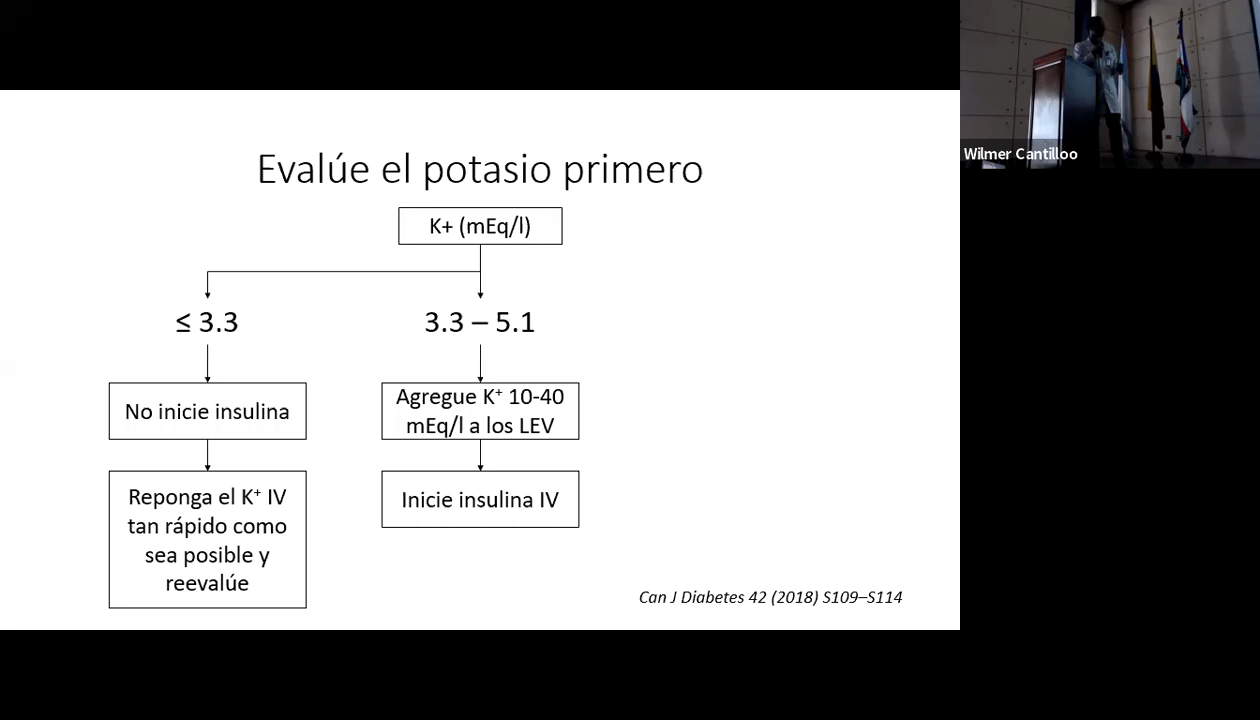 Evalúe el potasio primero
K+ (mEq/l)
≤ 3.3
3.3 – 5.1
No inicie insulina
Agregue K⁺ 10-40
mEq/l a los LEV
Reponga el K⁺ IV
tan rápido como
sea posible y
reevalúe
Inicie insulina IV
Can J Diabetes 42 (2018) S109–S114
Wilmer Cantilloo